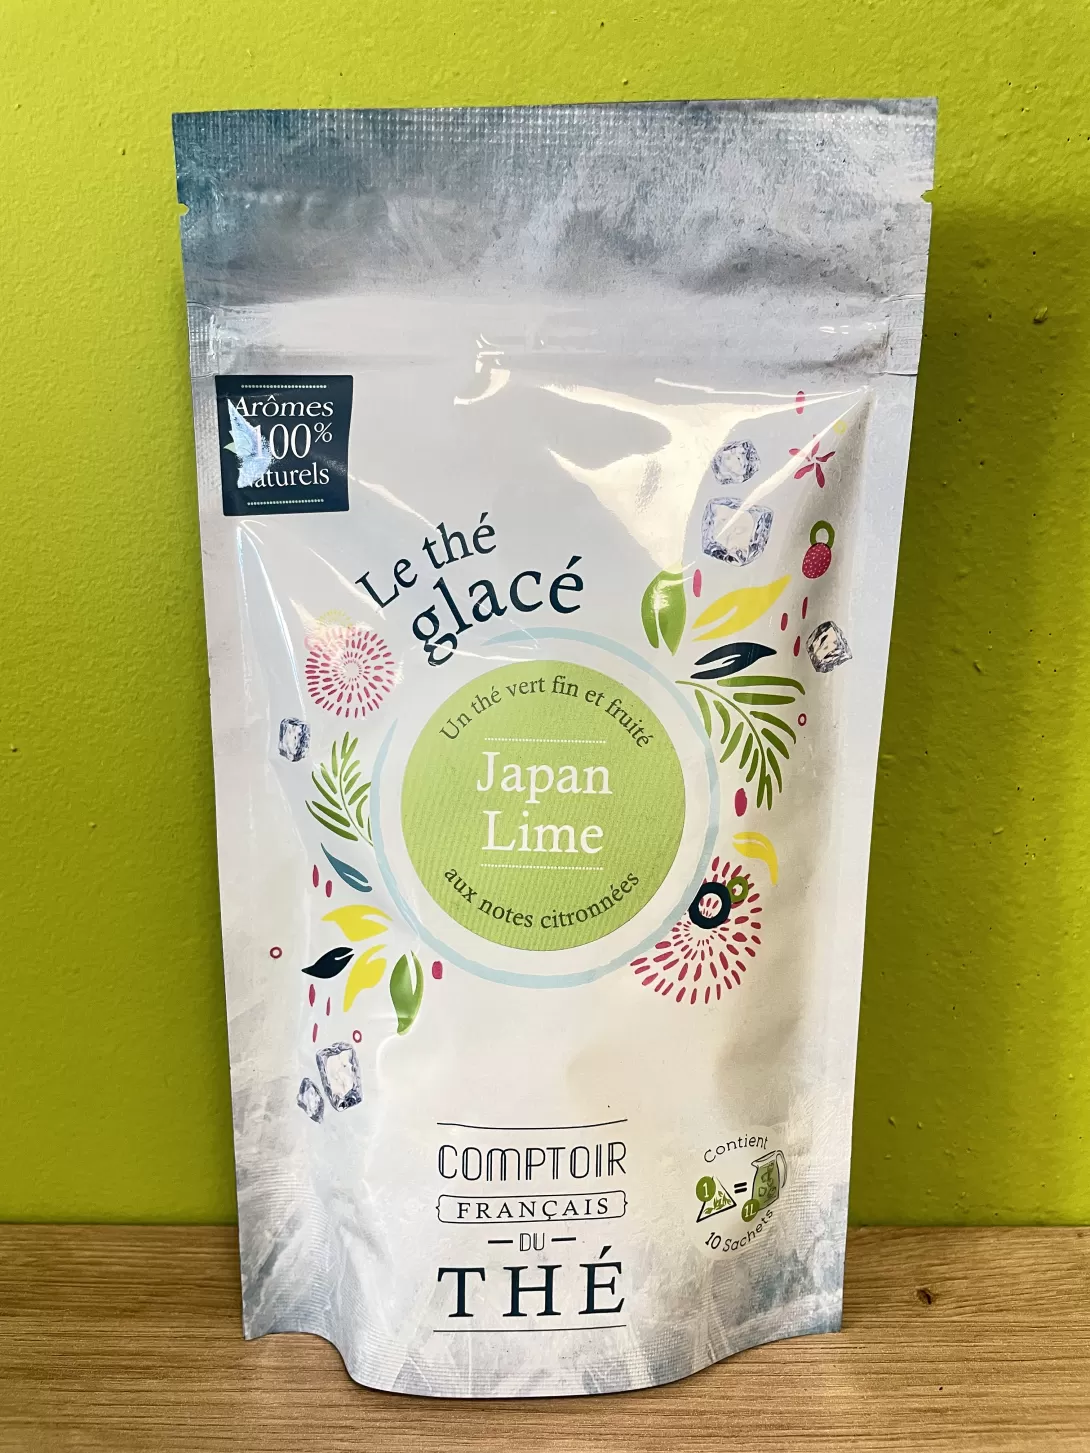 Arômes
100%
Naturels
Le thé
glacé
Un thé vert fin et fruité
Japan
Lime
aux notes citronnées
COMPTOIR
FRANÇAIS
DU
THÉ
Contient
1 = 1L
10 Sachets